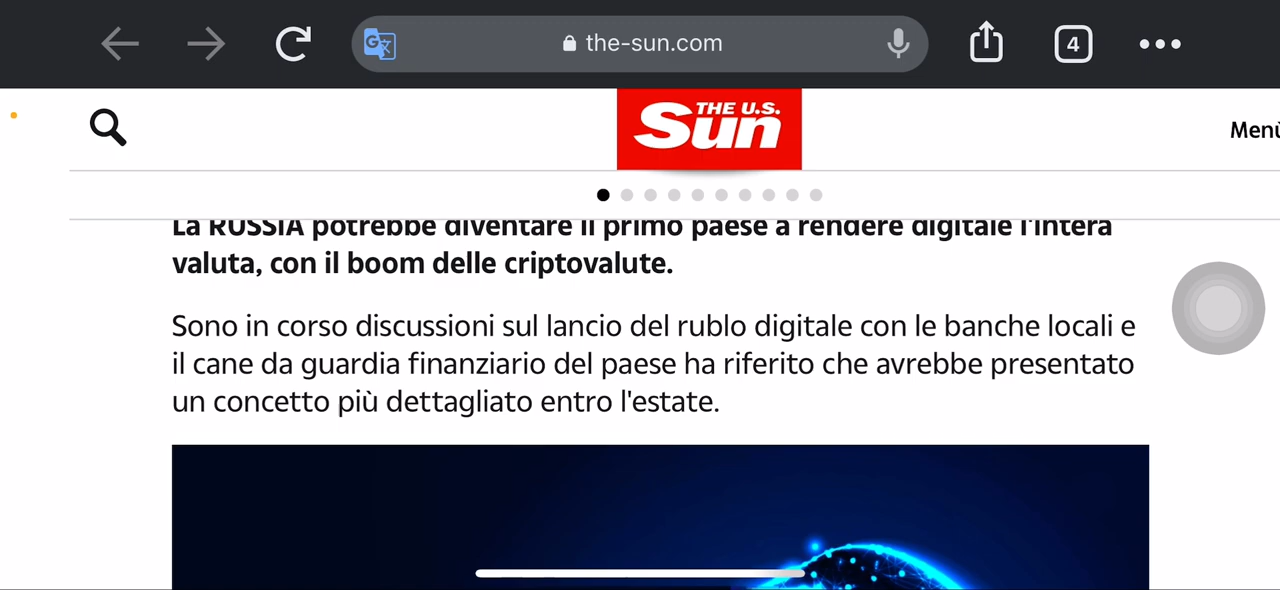 the-sun.com
4
THE U.S.
Sun
Menù
La RUSSIA potrebbe diventare il primo paese a rendere digitale l'intera
valuta, con il boom delle criptovalute.
Sono in corso discussioni sul lancio del rublo digitale con le banche locali e
il cane da guardia finanziario del paese ha riferito che avrebbe presentato
un concetto più dettagliato entro l'estate.